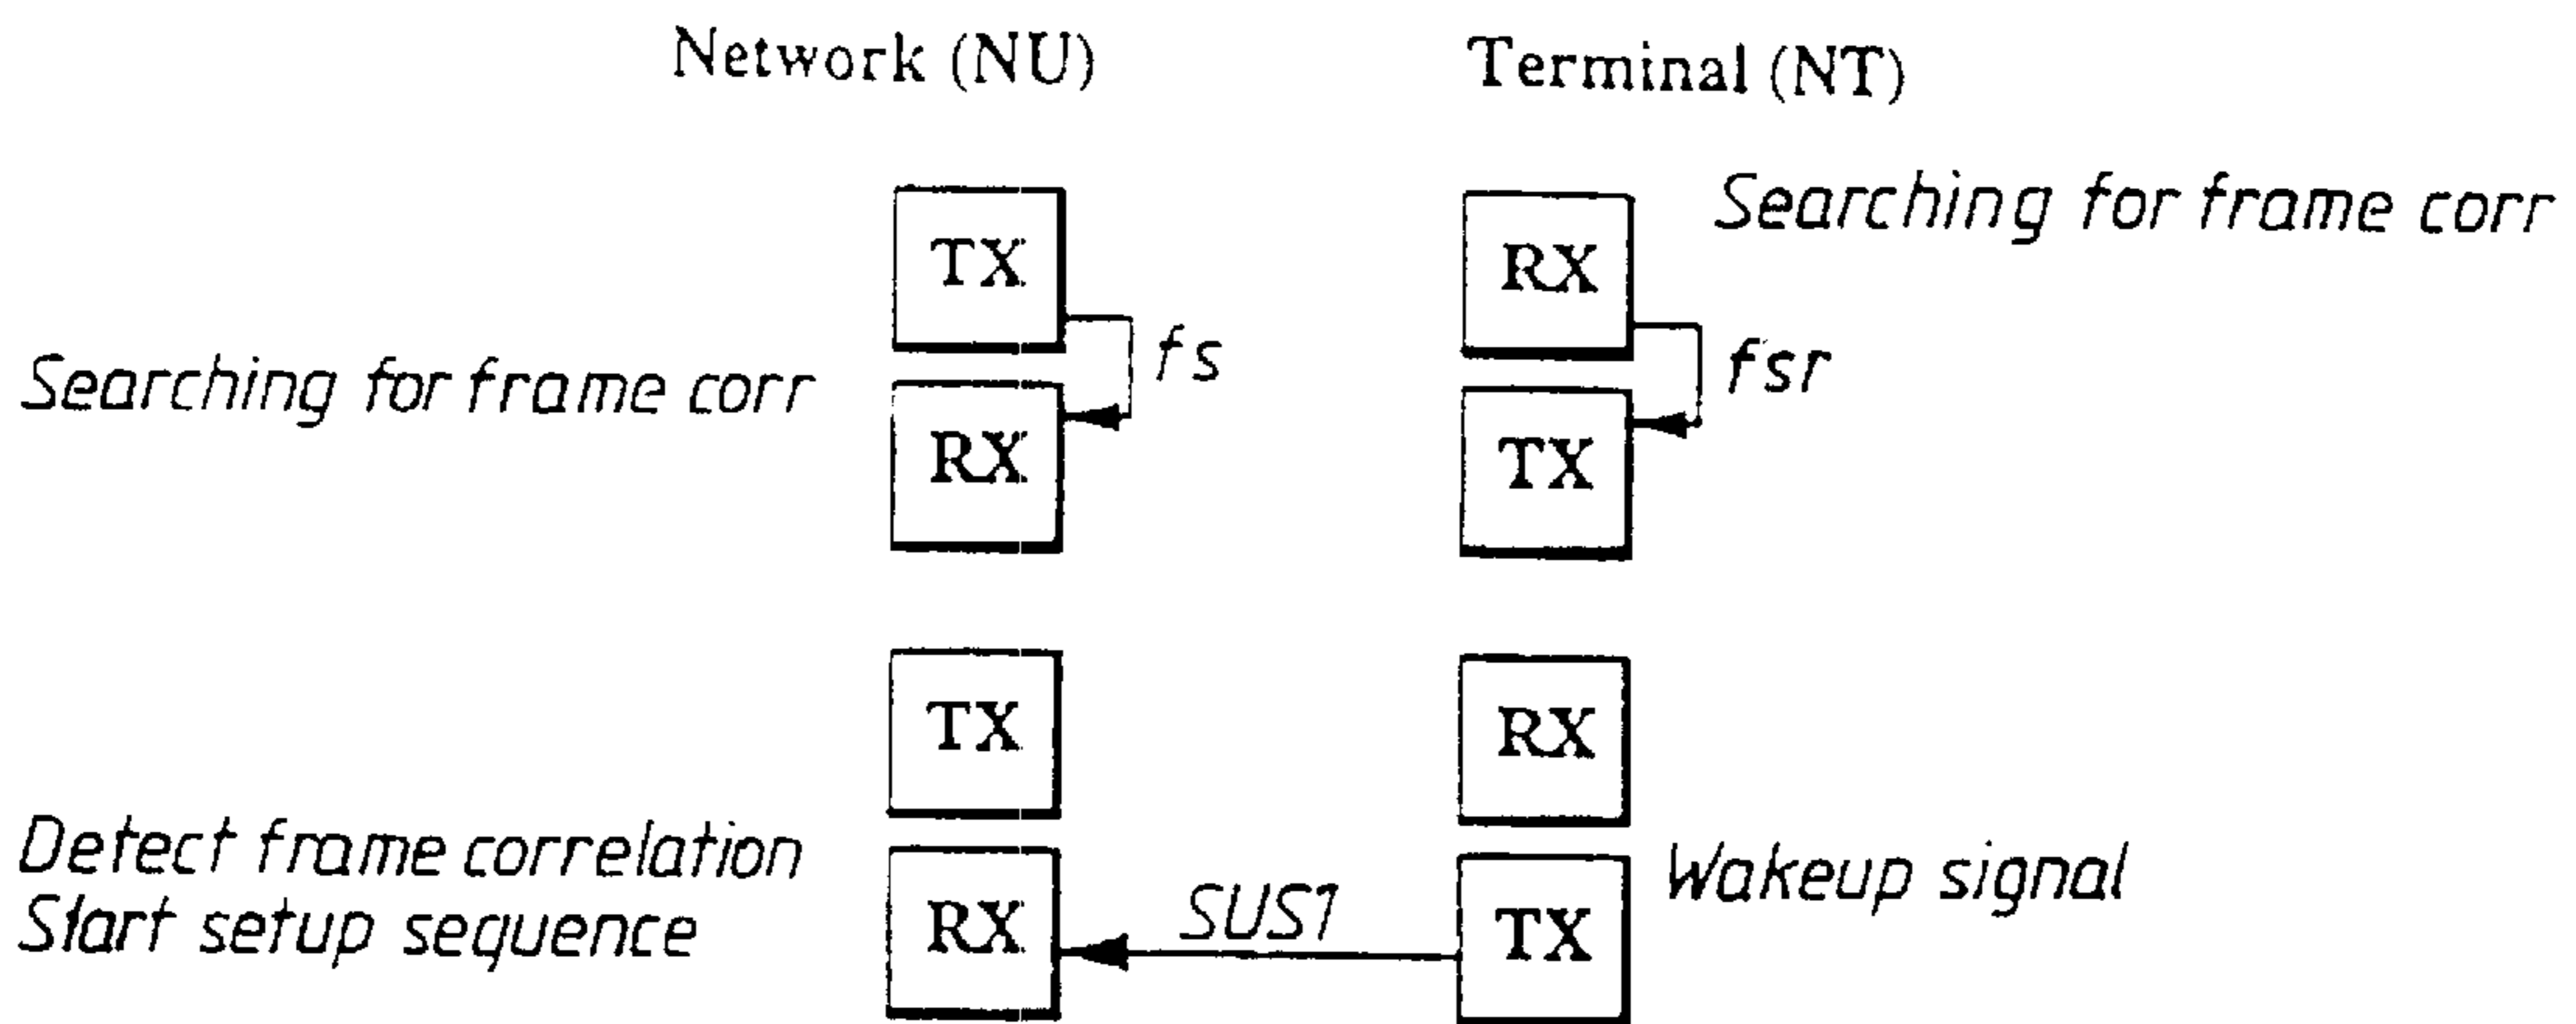 Network (NU)
Terminal (NT)
TX
RX
Searching for frame corr
fs
fsr
Searching for frame corr
RX
TX
TX
RX
Detect frame correlation
Start setup sequence
RX
SUS1
TX
Wakeup signal